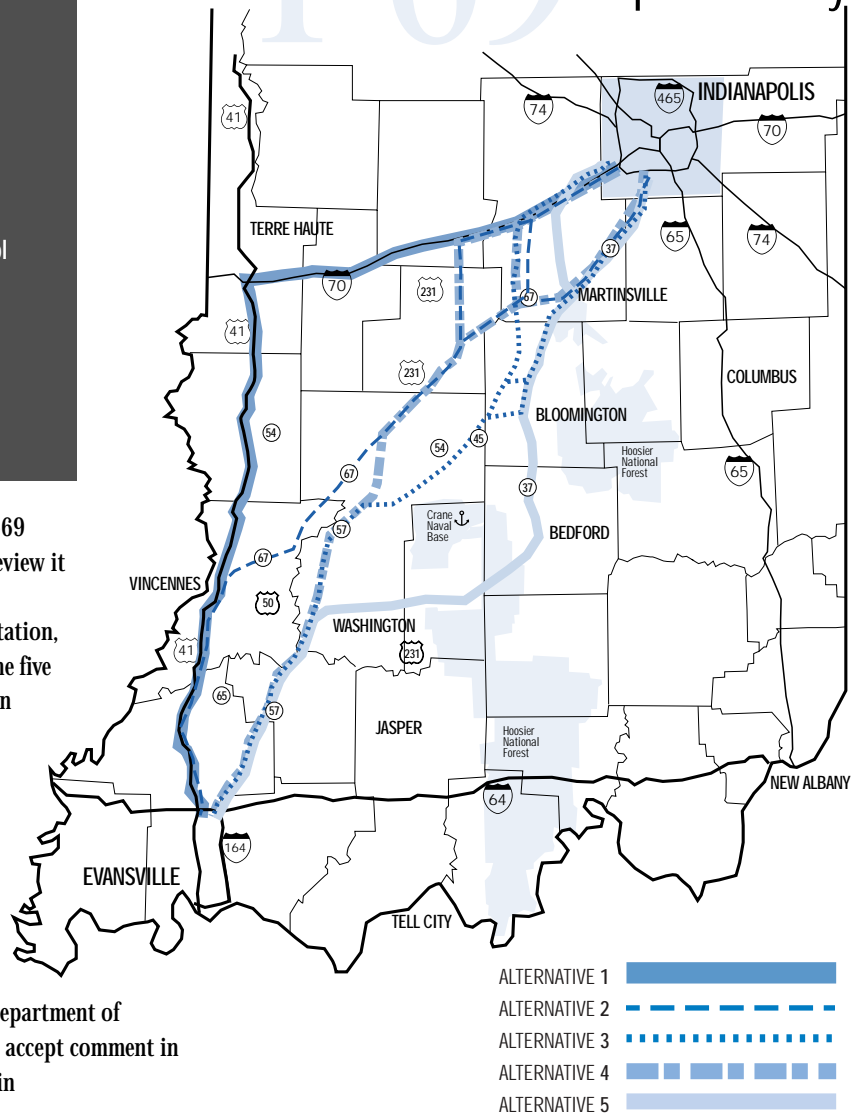 I-69
ol
INDIANAPOLIS
465
74
41
70
TERRE HAUTE
37
65
74
70
231
67
MARTINSVILLE
41
231
COLUMBUS
BLOOMINGTON
54
45
54
Hoosier
National
Forest
65
67
37
69
Crane
Naval
Base
57
BEDFORD
eview it
67
VINCENNES
50
tation,
WASHINGTON
41
231
he five
n
65
57
JASPER
Hoosier
National
Forest
NEW ALBANY
64
164
EVANSVILLE
TELL CITY
ALTERNATIVE 1
epartment of
ALTERNATIVE 2
accept comment in
ALTERNATIVE 3
in
ALTERNATIVE 4
ALTERNATIVE 5